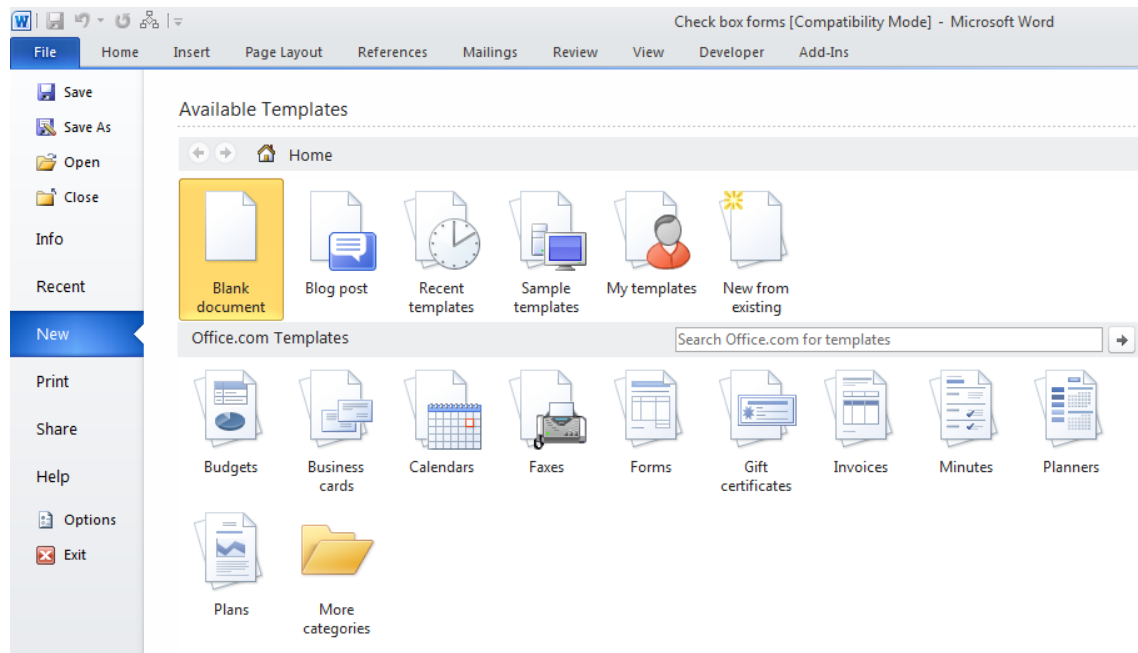 Check box forms [Compatibility Mode] - Microsoft Word
File Home Insert Page Layout References Mailings Review View Developer Add-Ins
Save
Save As
Open
Close
Info
Recent
New
Print
Share
Help
Options
Exit
Available Templates
Home
Blank document
Blog post
Recent templates
Sample templates
My templates
New from existing
Office.com Templates
Search Office.com for templates
Budgets
Business cards
Calendars
Faxes
Forms
Gift certificates
Invoices
Minutes
Planners
Plans
More categories